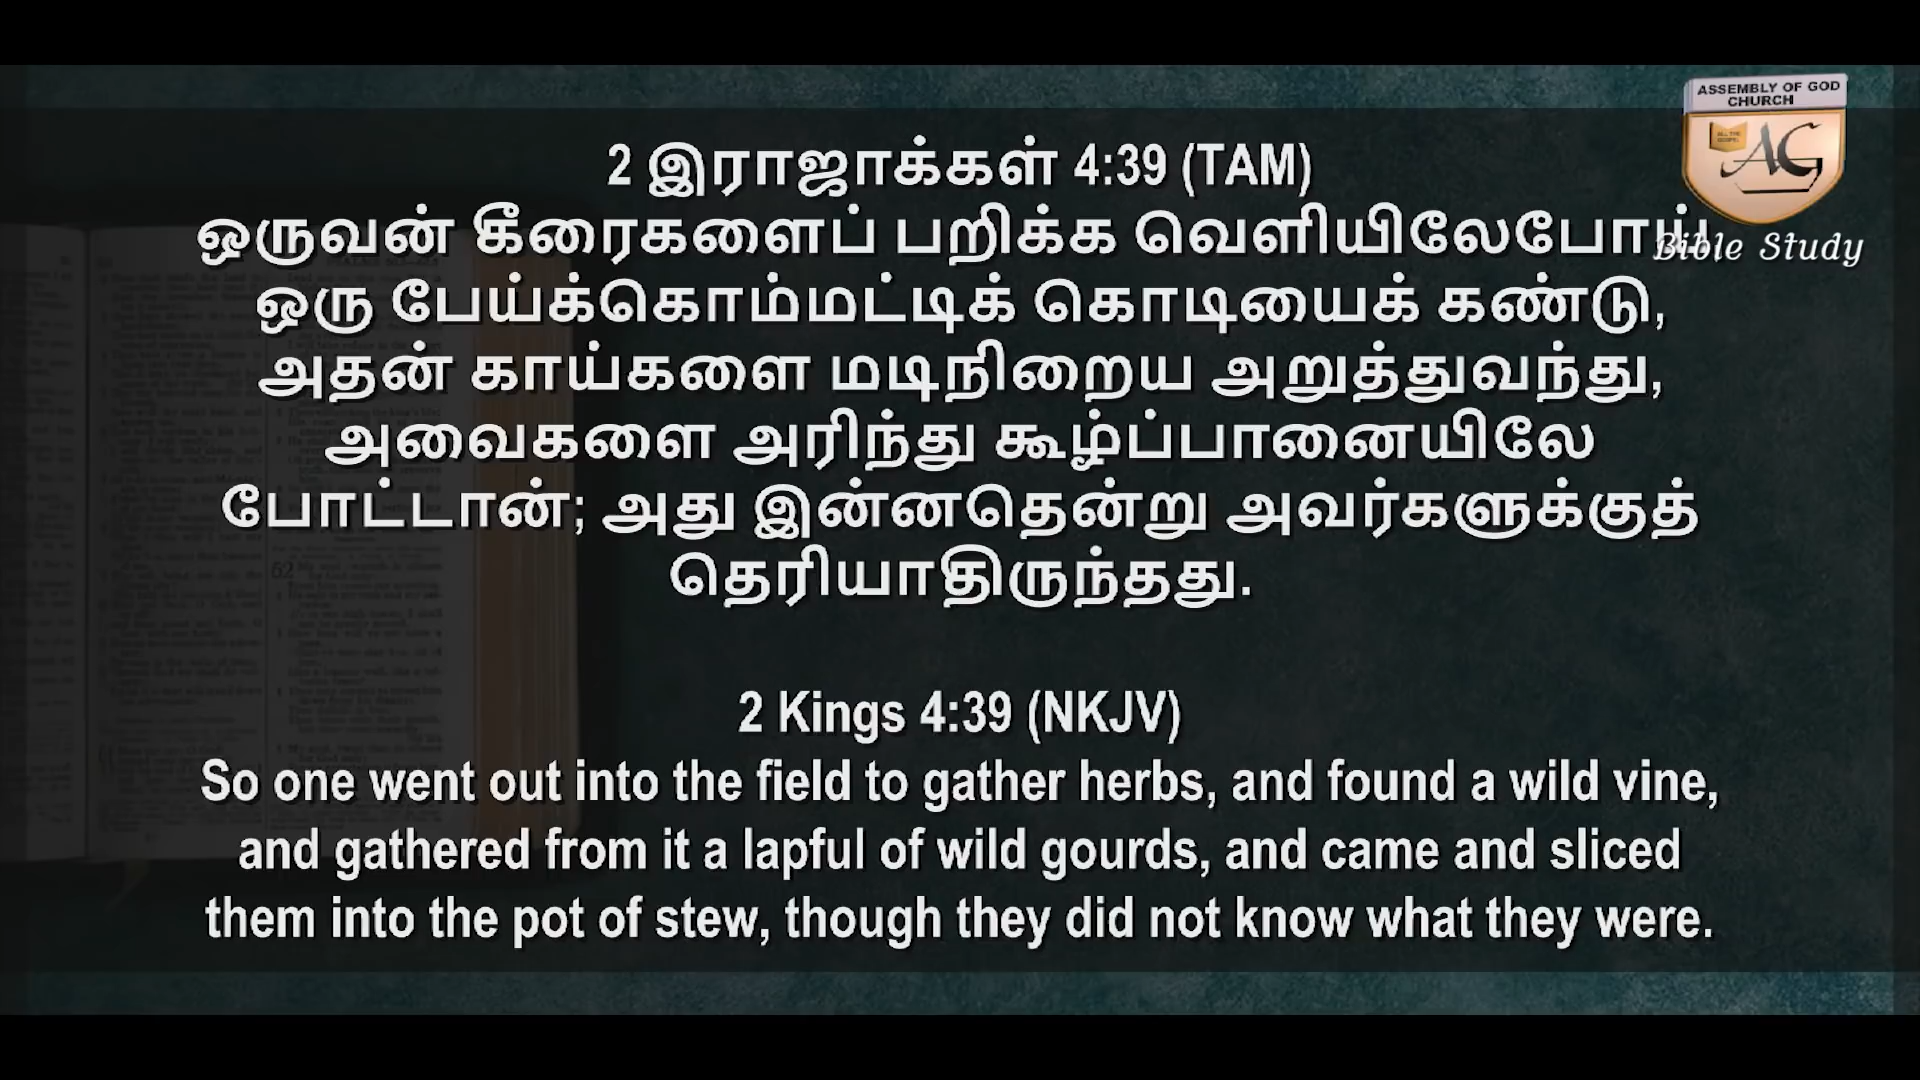 ASSEMBLY OF GOD
CHURCH
ALL THE
GOSPEL
AG
Bible Study
2 இராஜாக்கள் 4:39 (TAM)
ஒருவன் கீரைகளைப் பறிக்க வெளியிலேபோய்,
ஒரு பேய்க்கொம்மட்டிக் கொடியைக் கண்டு,
அதன் காய்களை மடிநிறைய அறுத்துவந்து,
அவைகளை அரிந்து கூழ்ப்பானையிலே
போட்டான்; அது இன்னதென்று அவர்களுக்குத்
தெரியாதிருந்தது.
2 Kings 4:39 (NKJV)
So one went out into the field to gather herbs, and found a wild vine,
and gathered from it a lapful of wild gourds, and came and sliced
them into the pot of stew, though they did not know what they were.